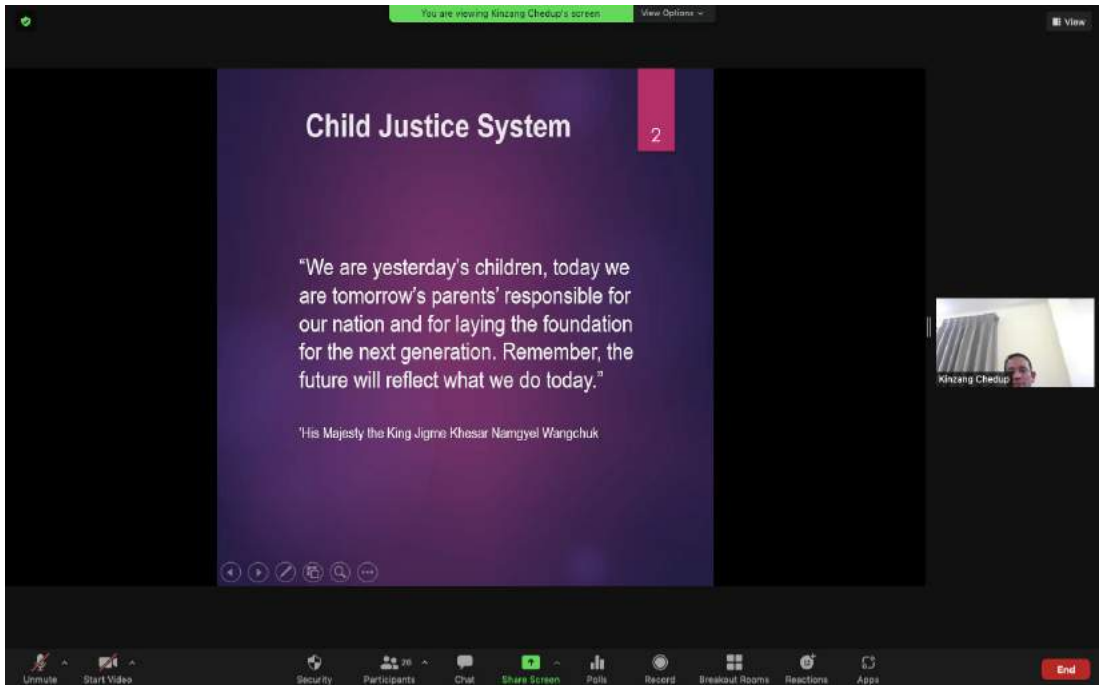 You are viewing Kinzang Chedup's screen
View Options
View
Child Justice System
2
“We are yesterday’s children, today we
are tomorrow’s parents’ responsible for
our nation and for laying the foundation
for the next generation. Remember, the
future will reflect what we do today.”
'His Majesty the King Jigme Khesar Namgyel Wangchuk
Kinzang Chedup
Unmute
Start Video
Security
Participants
26
Chat
Share Screen
Polls
Record
Breakout Rooms
Reactions
Apps
End